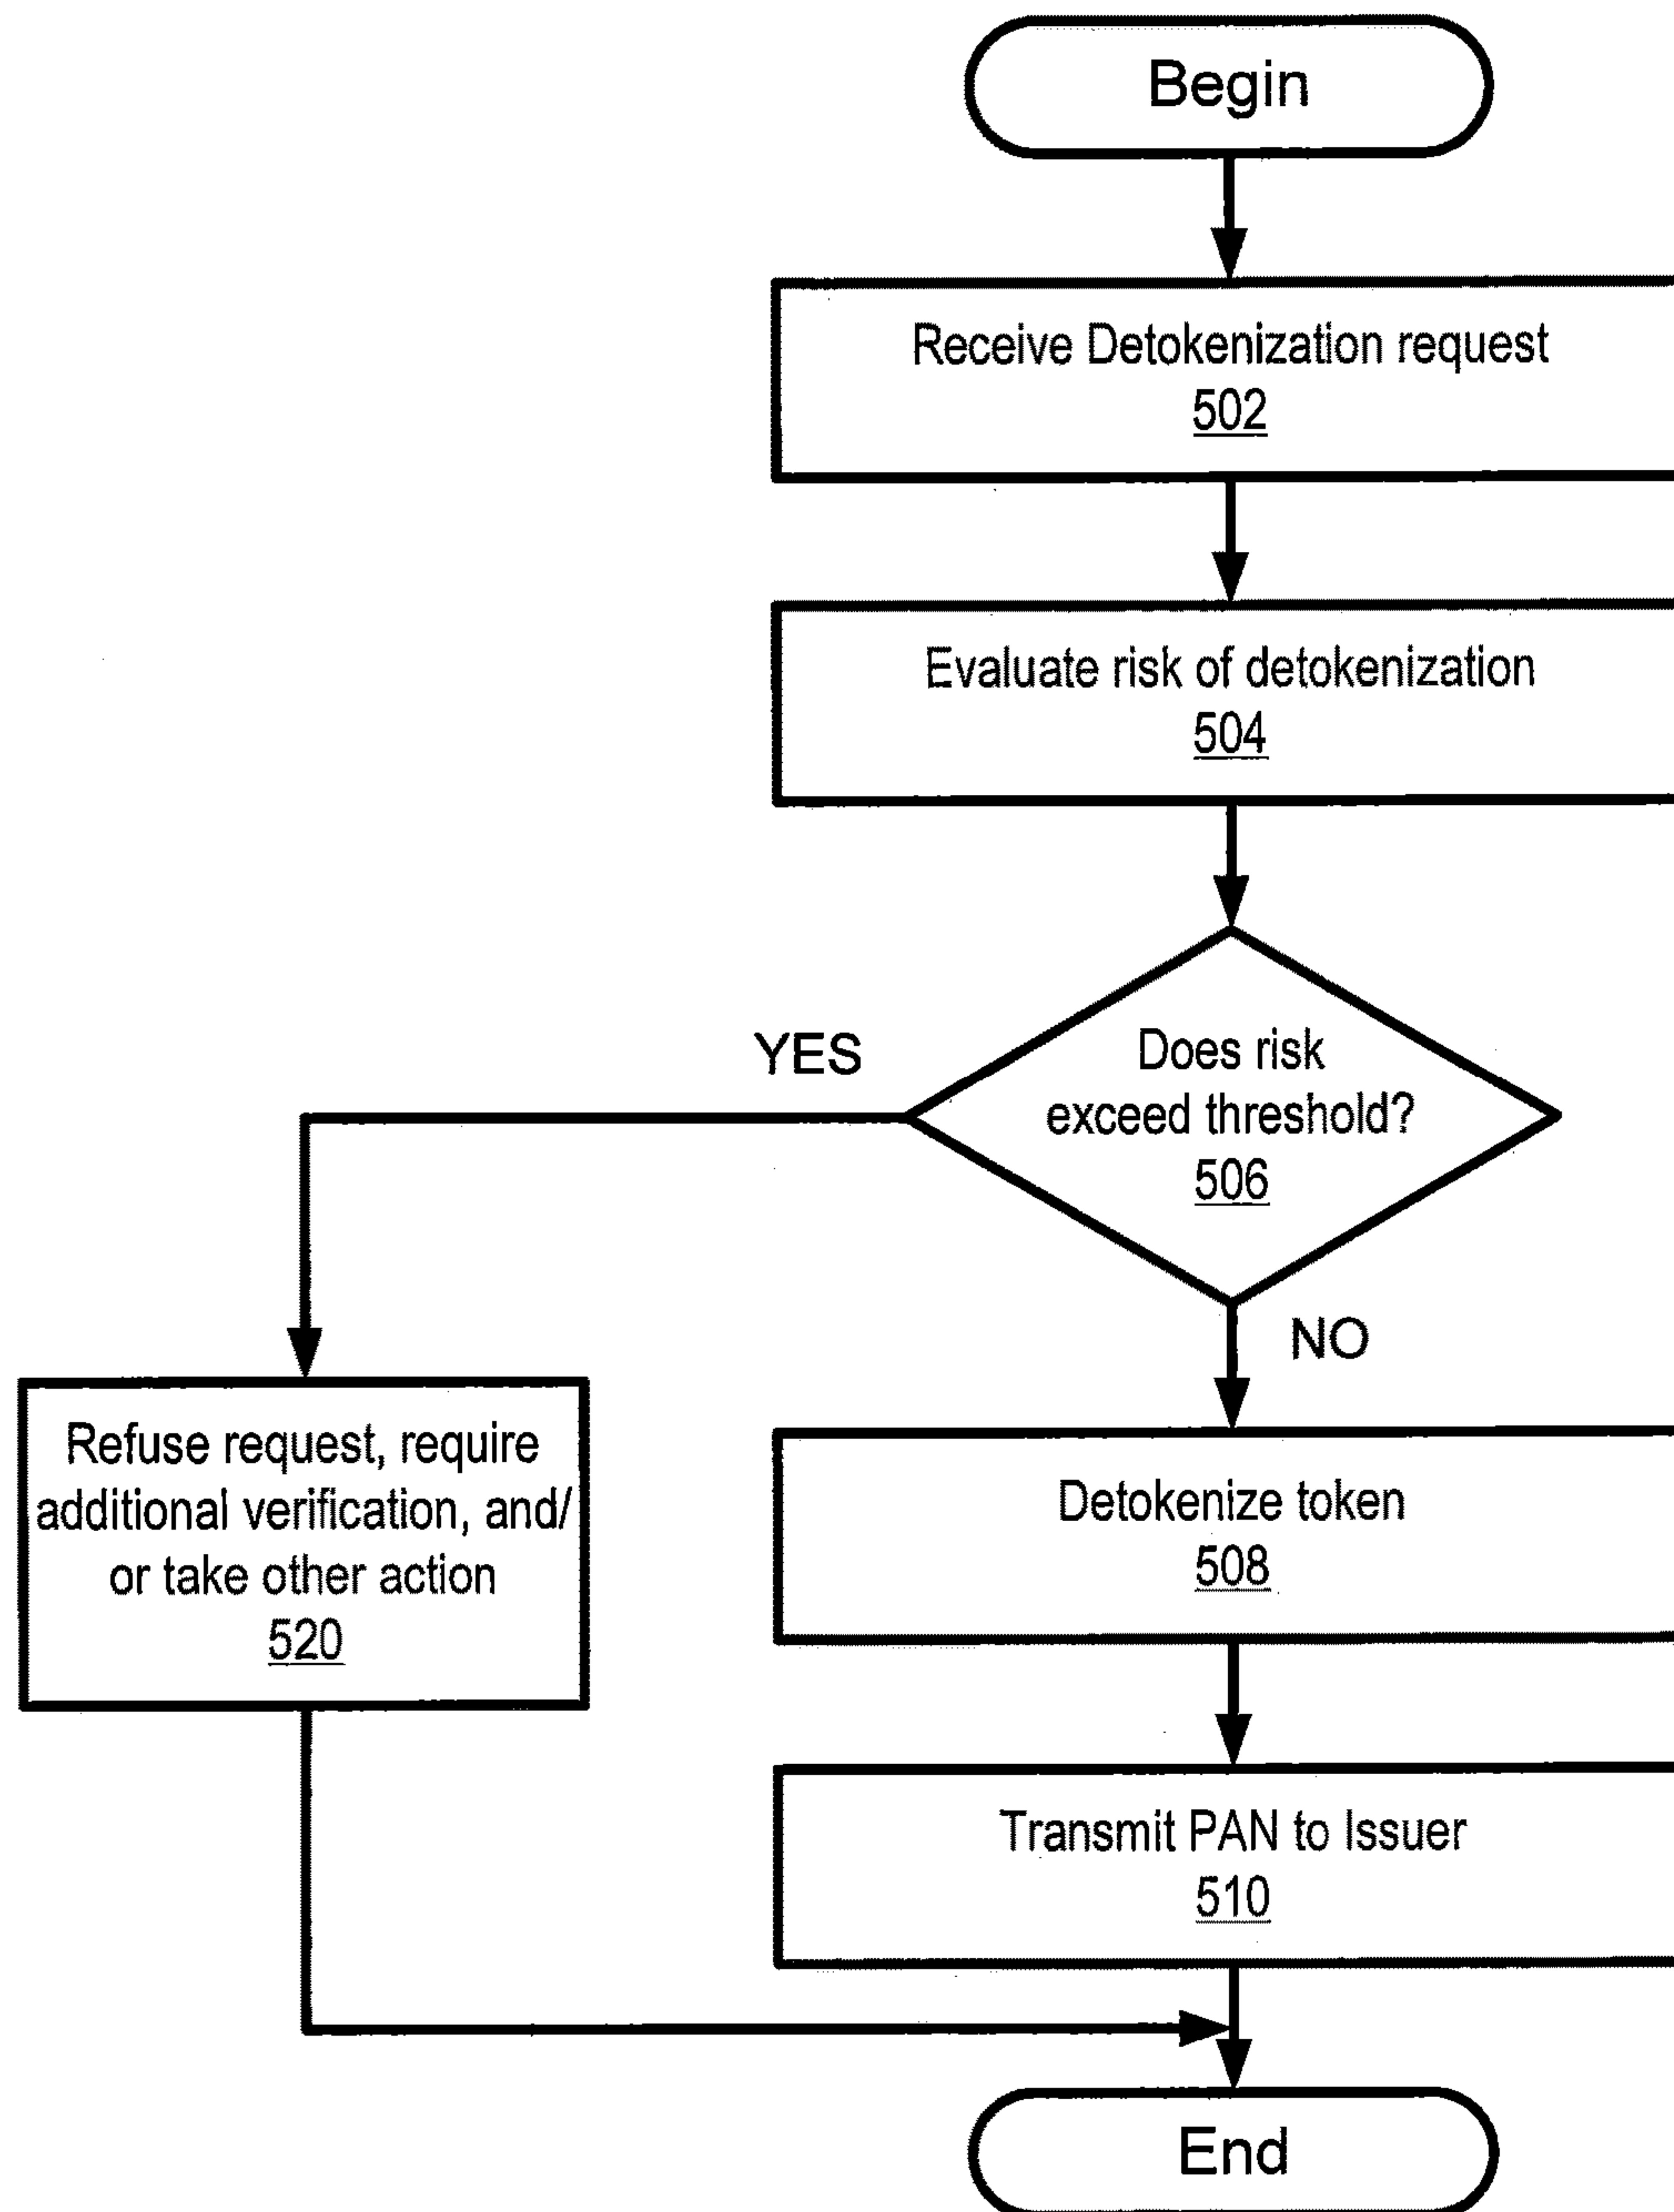 Begin
Receive Detokenization request
502
Evaluate risk of detokenization
504
Does risk
exceed threshold?
506
YES
NO
Refuse request, require
additional verification, and/
or take other action
520
Detokenize token
508
Transmit PAN to Issuer
510
End